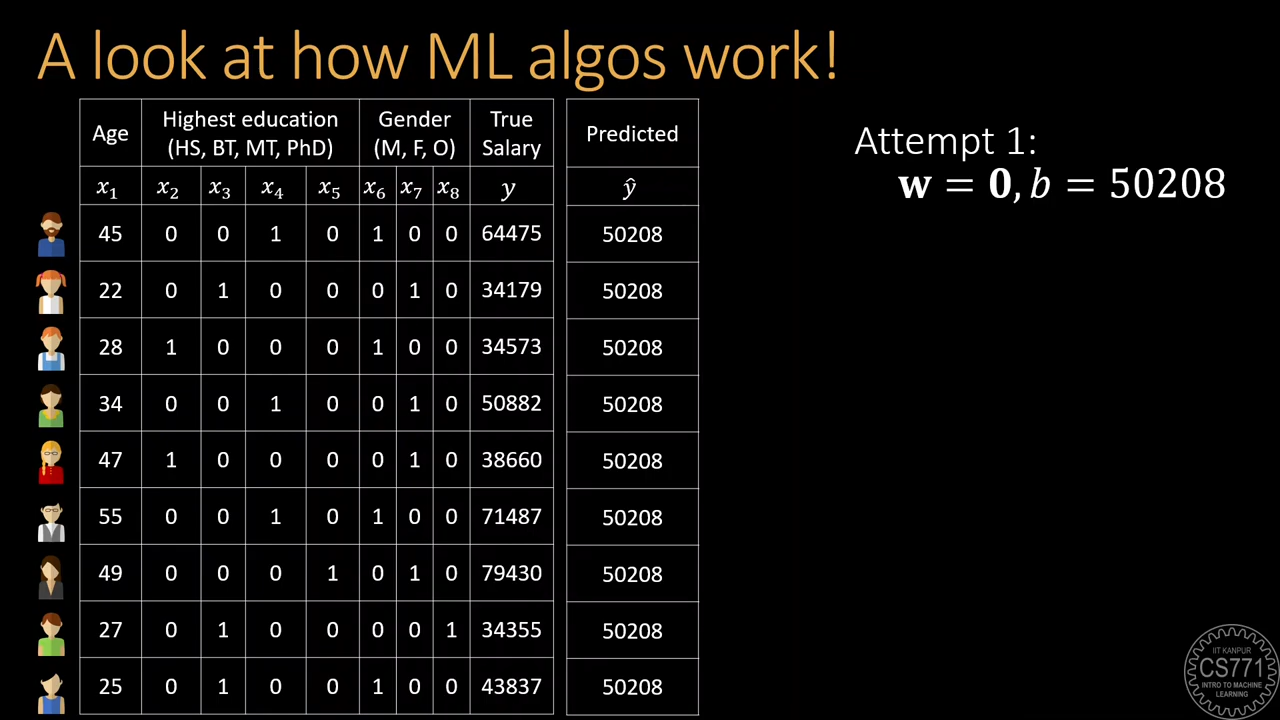 A look at how ML algos work!
Age Highest education (HS, BT, MT, PhD) Gender (M, F, O) True Salary Predicted
x₁ x₂ x₃ x₄ x₅ x₆ x₇ x₈ y ŷ
45 0 0 1 0 1 0 0 64475 50208
22 0 1 0 0 0 1 0 34179 50208
28 1 0 0 0 1 0 0 34573 50208
34 0 0 1 0 0 1 0 50882 50208
47 1 0 0 0 0 1 0 38660 50208
55 0 0 1 0 1 0 0 71487 50208
49 0 0 0 1 0 1 0 79430 50208
27 0 1 0 0 0 0 1 34355 50208
25 0 1 0 0 1 0 0 43837 50208
Attempt 1:
w = 0, b = 50208
IIT KANPUR
CS771
INTRO TO MACHINE
LEARNING